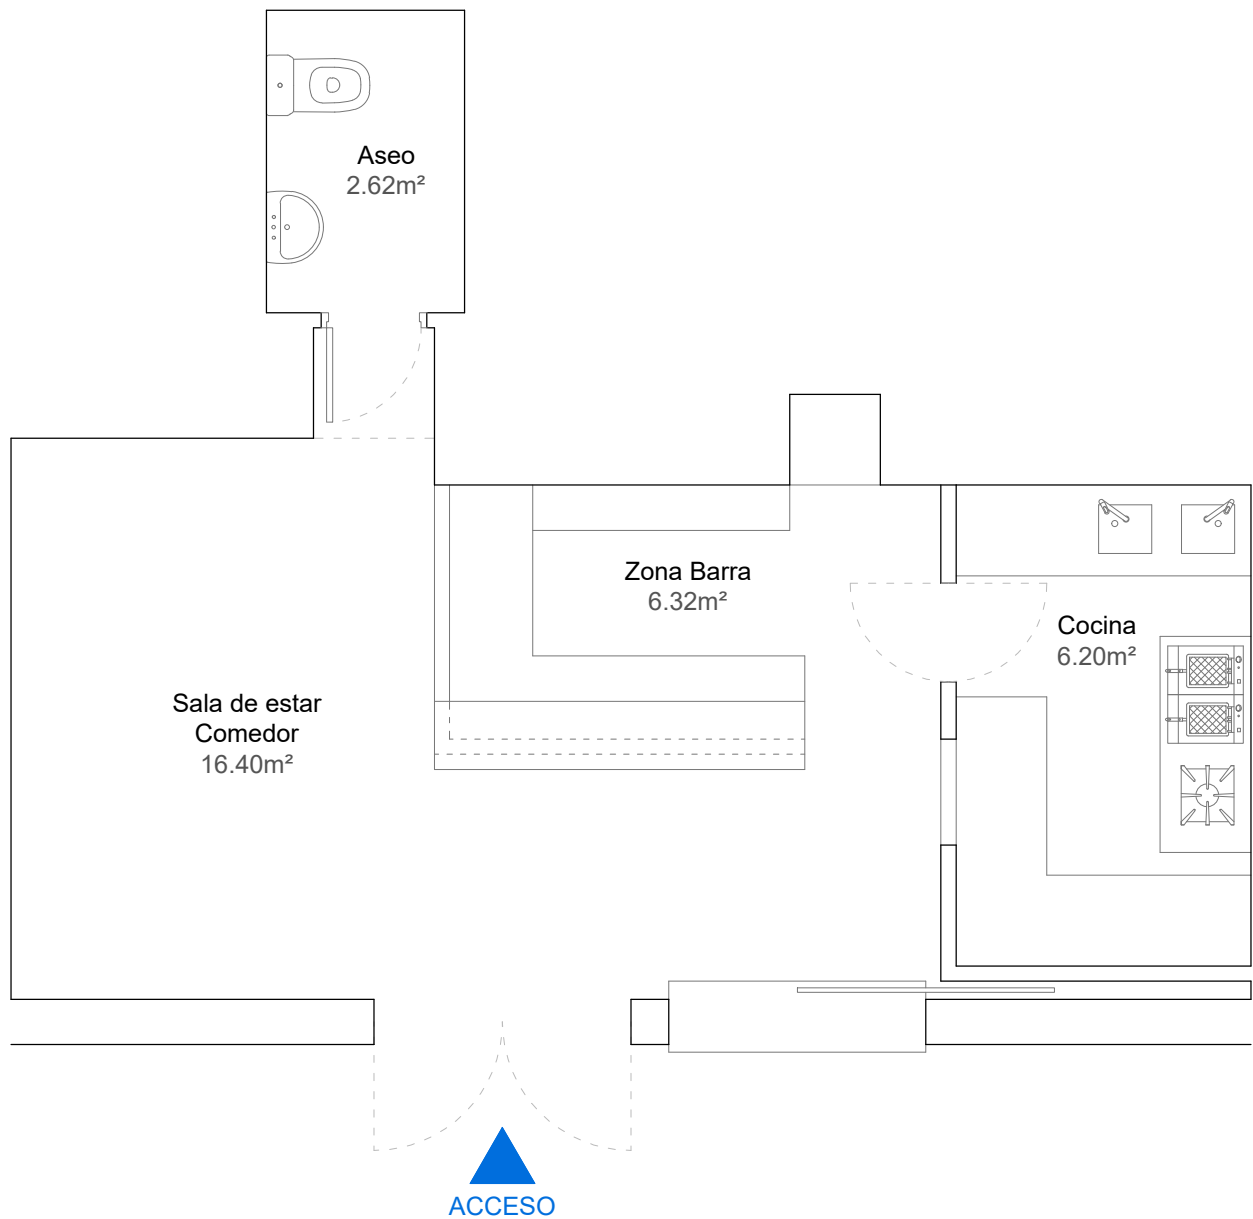 Aseo
2.62m²
Zona Barra
6.32m²
Cocina
6.20m²
Sala de estar
Comedor
16.40m²
ACCESO